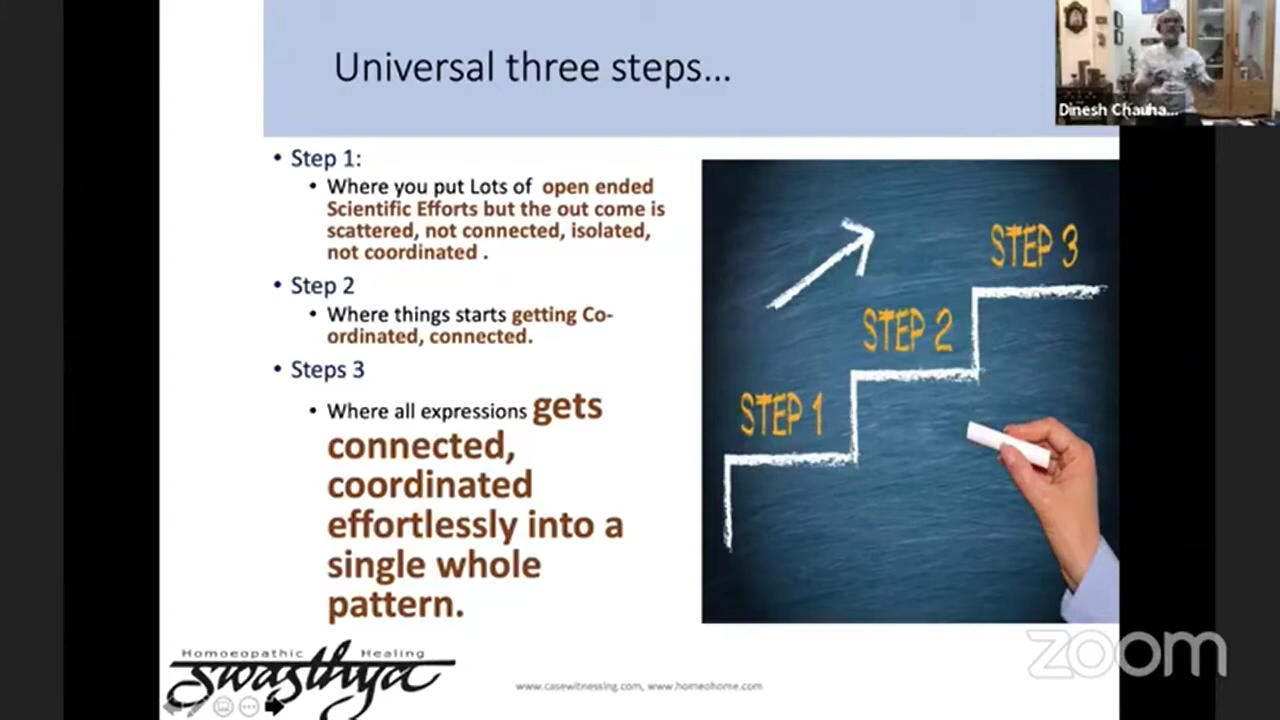 Universal three steps...
Dinesh Chauha...
• Step 1:
• Where you put Lots of open ended
Scientific Efforts but the out come is
scattered, not connected, isolated,
not coordinated .
• Step 2
• Where things starts getting Co-
ordinated, connected.
• Steps 3
• Where all expressions gets
connected,
coordinated
effortlessly into a
single whole
pattern.
STEP 1
STEP 2
STEP 3
Homoeopathic Healing
swasthya
www.casewitnessing.com, www.homeohome.com
zoom